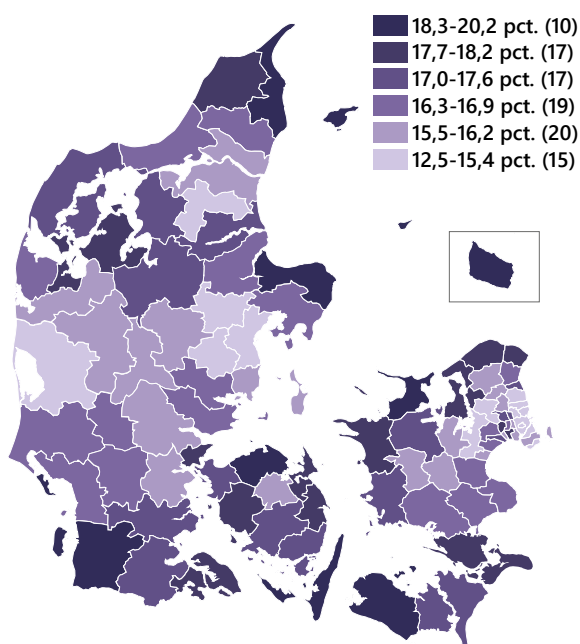 18,3-20,2 pct. (10)
17,7-18,2 pct. (17)
17,0-17,6 pct. (17)
16,3-16,9 pct. (19)
15,5-16,2 pct. (20)
12,5-15,4 pct. (15)